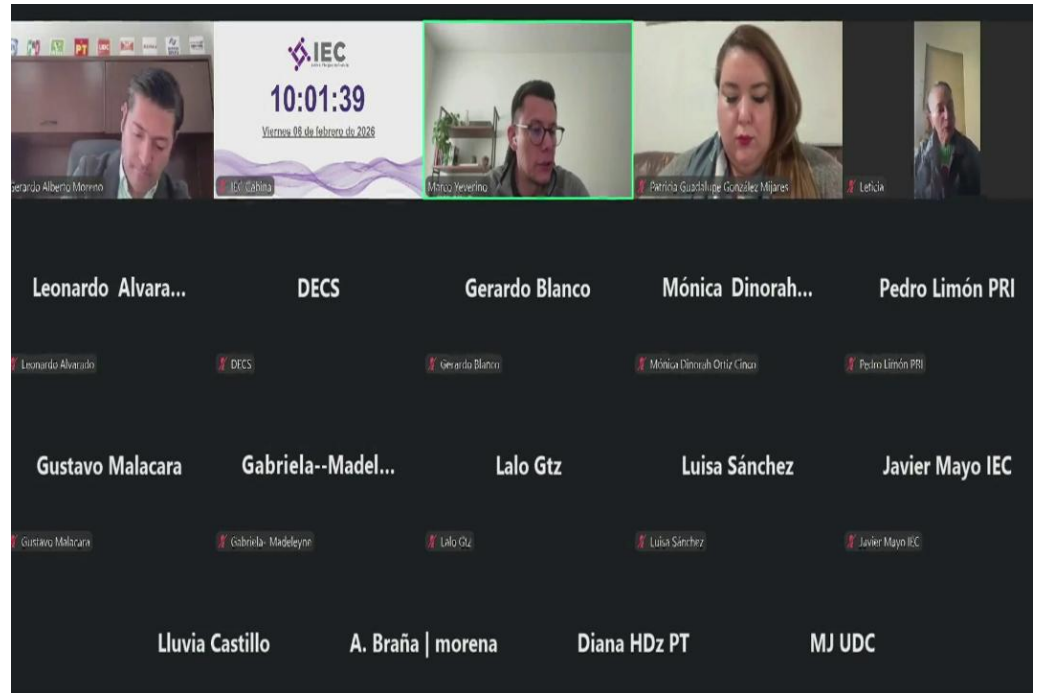 PT
UDC
IEC
10:01:39
Viernes 06 de febrero de 2026
Gerardo Alberto Moreno
IEC Cabina
Marco Yeverino
Patricia Guadalupe González Mijares
Leticia
Leonardo Alvara...
DECS
Gerardo Blanco
Mónica Dinorah...
Pedro Limón PRI
Leonardo Alvarado
DECS
Gerardo Blanco
Mónica Dinorah Ortiz Cinco
Pedro Limón PRI
Gustavo Malacara
Gabriela--Madel...
Lalo Gtz
Luisa Sánchez
Javier Mayo IEC
Gustavo Malacara
Gabriela- Madeleyne
Lalo Gtz
Luisa Sánchez
Javier Mayo IEC
Lluvia Castillo
A. Braña | morena
Diana HDz PT
MJ UDC